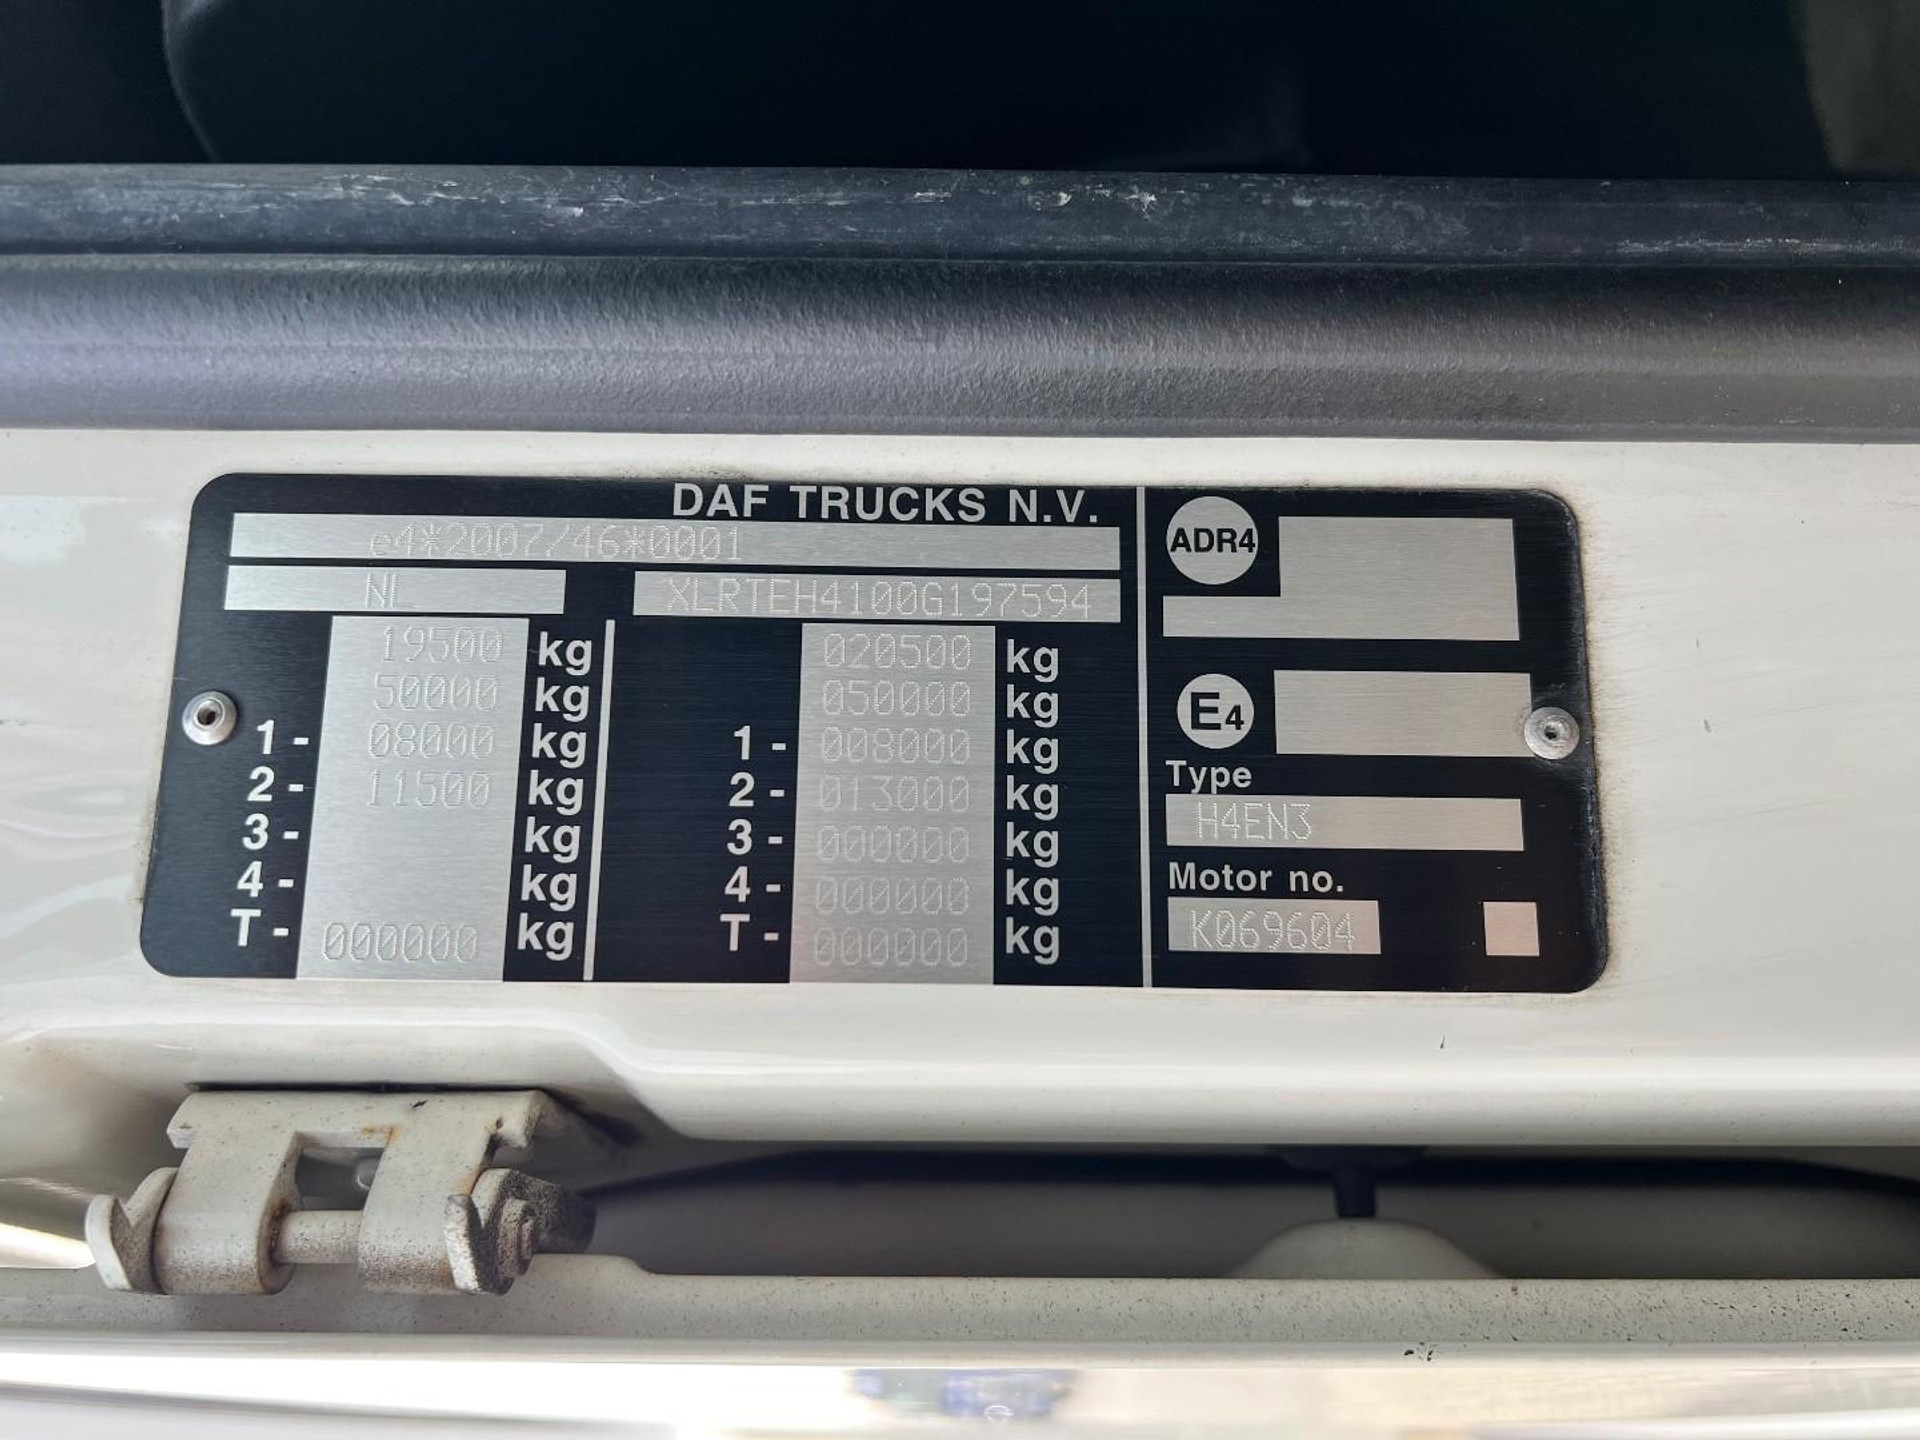 DAF TRUCKS N.V.
e4*2007/46*0001
NL XLRTEH4100G197594
19500 kg 020500 kg
50000 kg 050000 kg
1- 08000 kg 1- 008000 kg
2- 11500 kg 2- 013000 kg
3- kg 3- 000000 kg
4- kg 4- 000000 kg
T- 000000 kg T- 000000 kg
ADR4
E4
Type
H4EN3
Motor no.
K069604